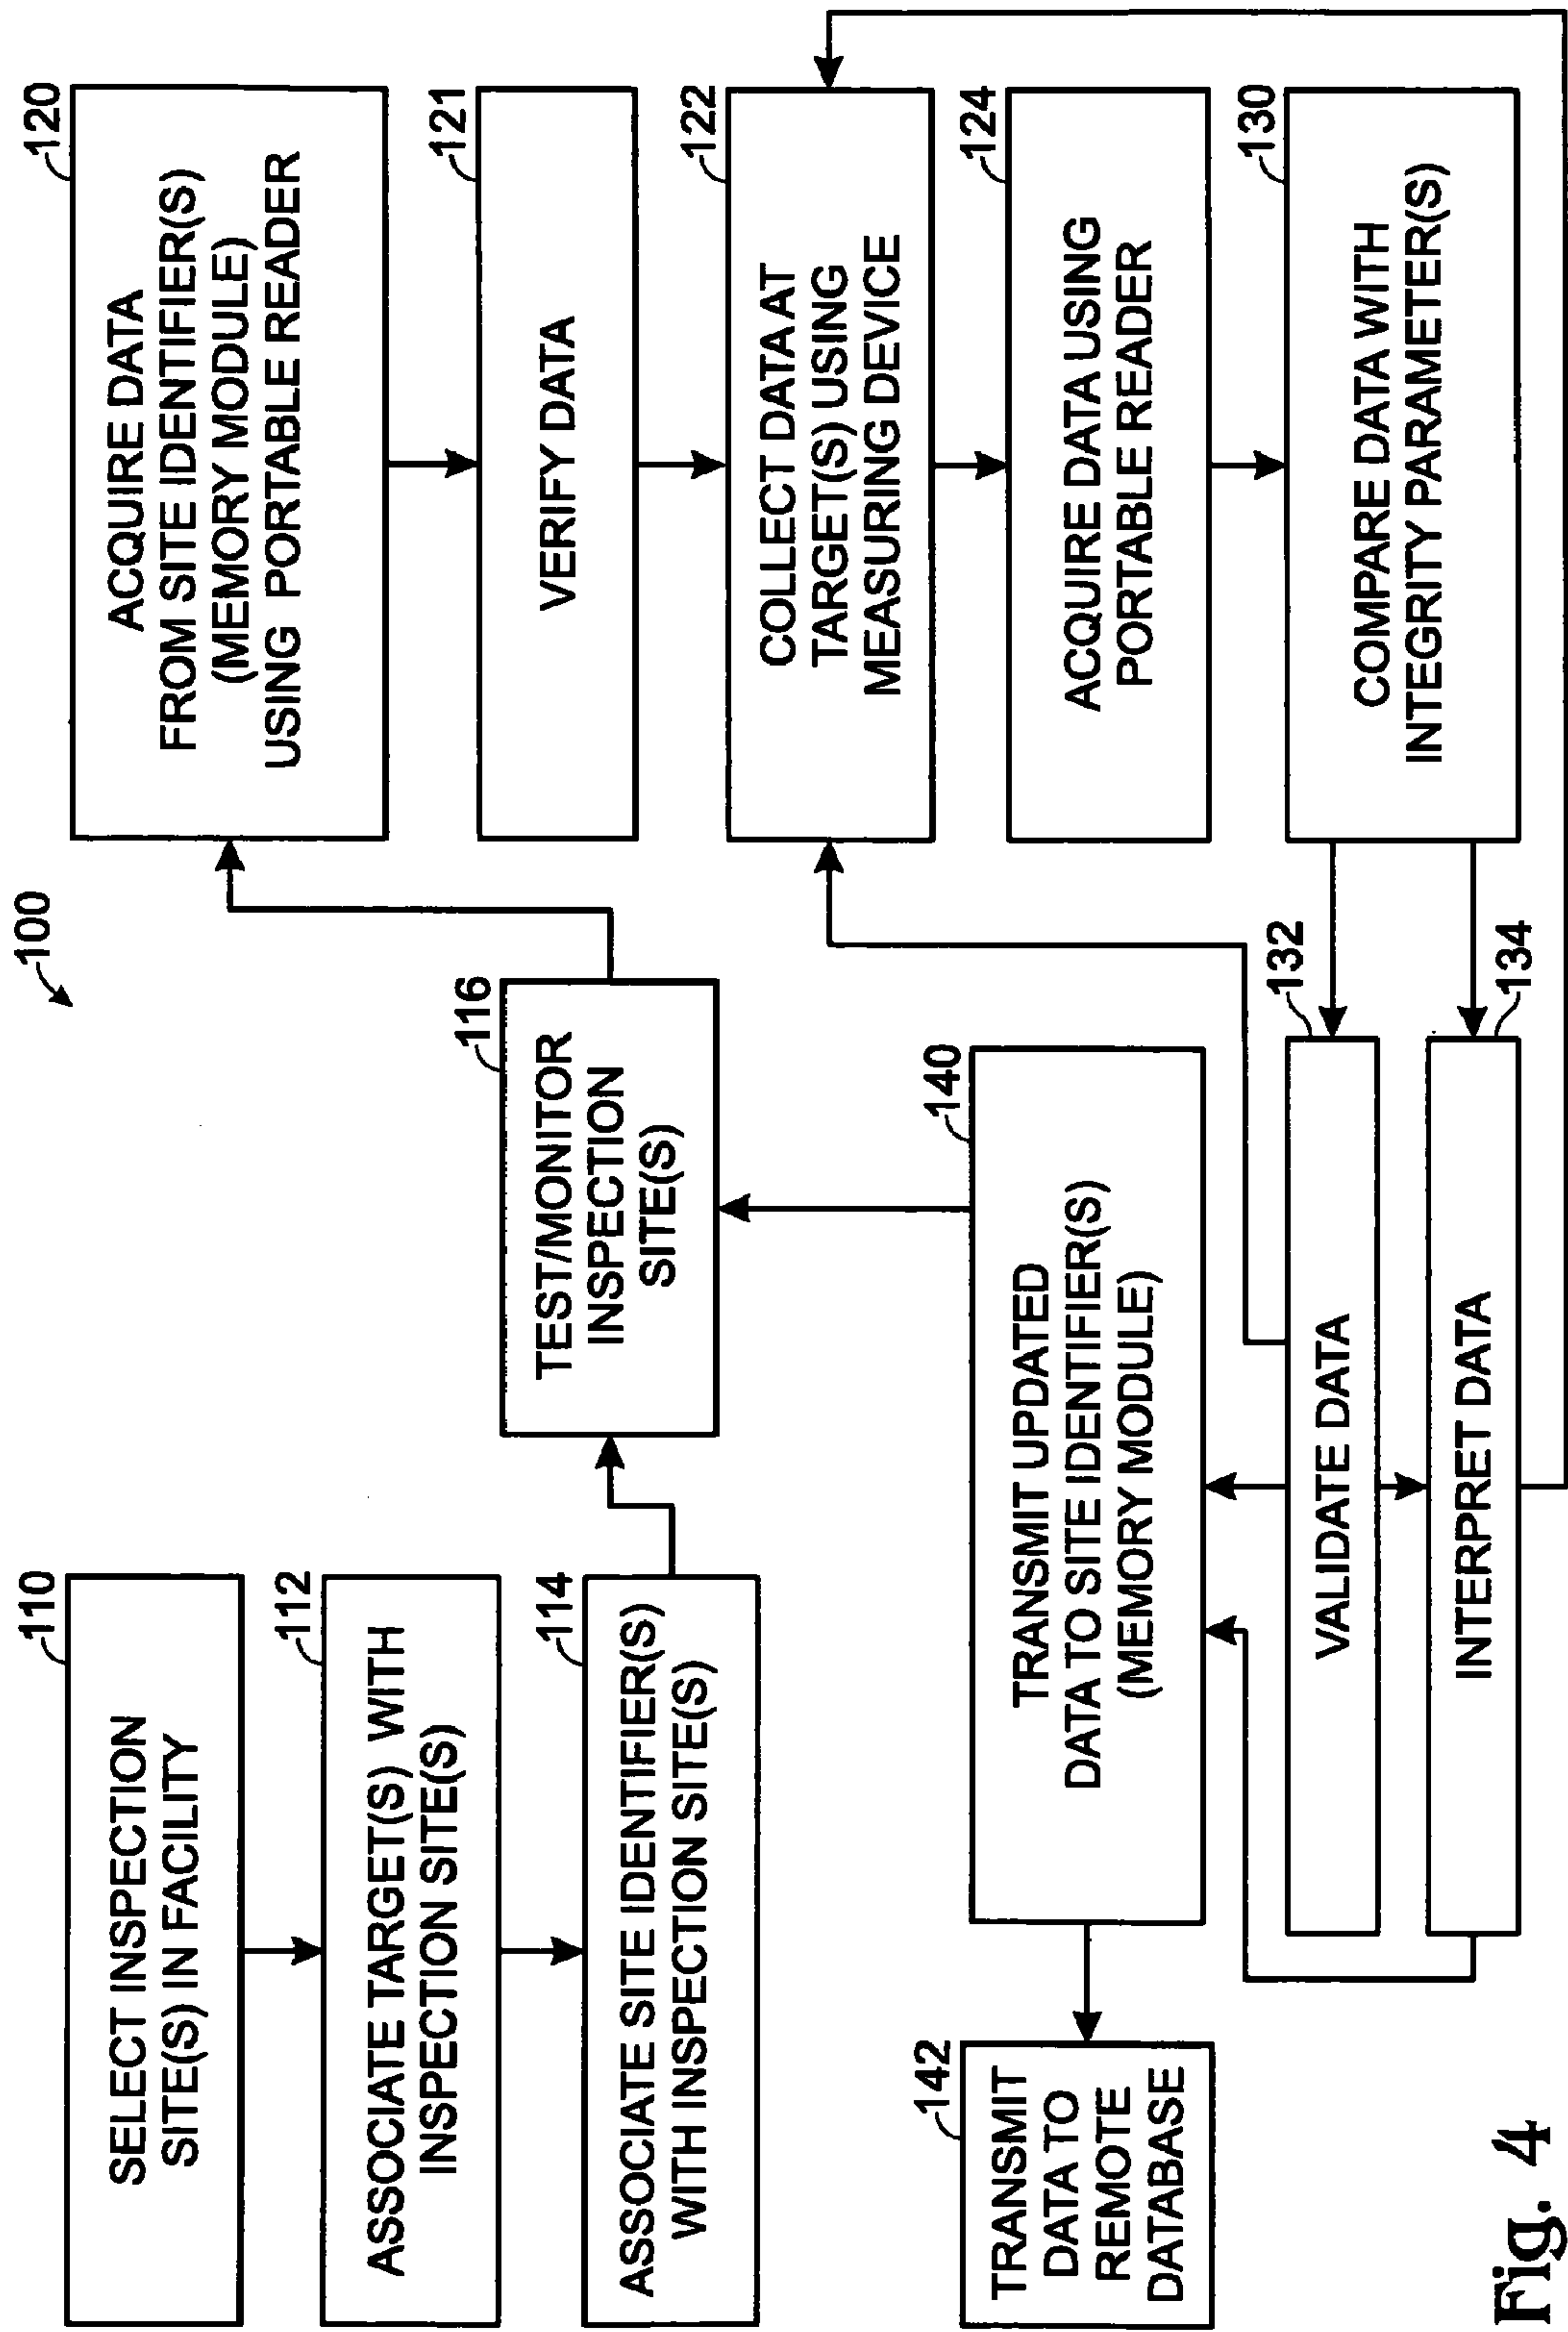 100
110
SELECT INSPECTION
SITE(S) IN FACILITY
112
ASSOCIATE TARGET(S) WITH
INSPECTION SITE(S)
114
ASSOCIATE SITE IDENTIFIER(S)
WITH INSPECTION SITE(S)
116
TEST/MONITOR
INSPECTION
SITE(S)
120
ACQUIRE DATA
FROM SITE IDENTIFIER(S)
(MEMORY MODULE)
USING PORTABLE READER
121
VERIFY DATA
122
COLLECT DATA AT
TARGET(S) USING
MEASURING DEVICE
124
ACQUIRE DATA USING
PORTABLE READER
130
COMPARE DATA WITH
INTEGRITY PARAMETER(S)
132
VALIDATE DATA
134
INTERPRET DATA
140
TRANSMIT UPDATED
DATA TO SITE IDENTIFIER(S)
(MEMORY MODULE)
142
TRANSMIT
DATA TO
REMOTE
DATABASE
Fig. 4